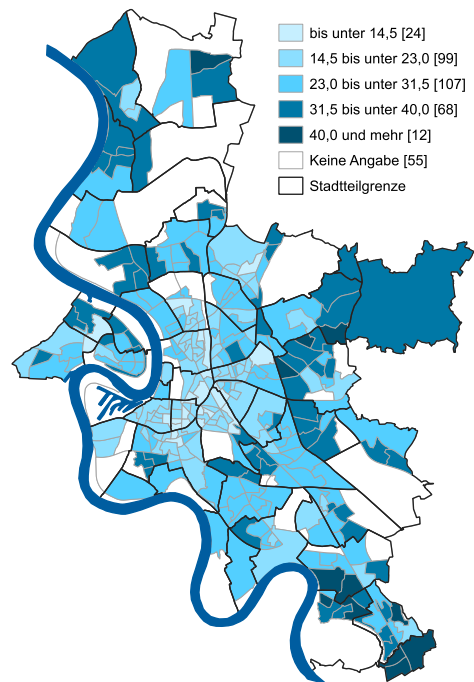 bis unter 14,5 [24]
14,5 bis unter 23,0 [99]
23,0 bis unter 31,5 [107]
31,5 bis unter 40,0 [68]
40,0 und mehr [12]
Keine Angabe [55]
Stadtteilgrenze